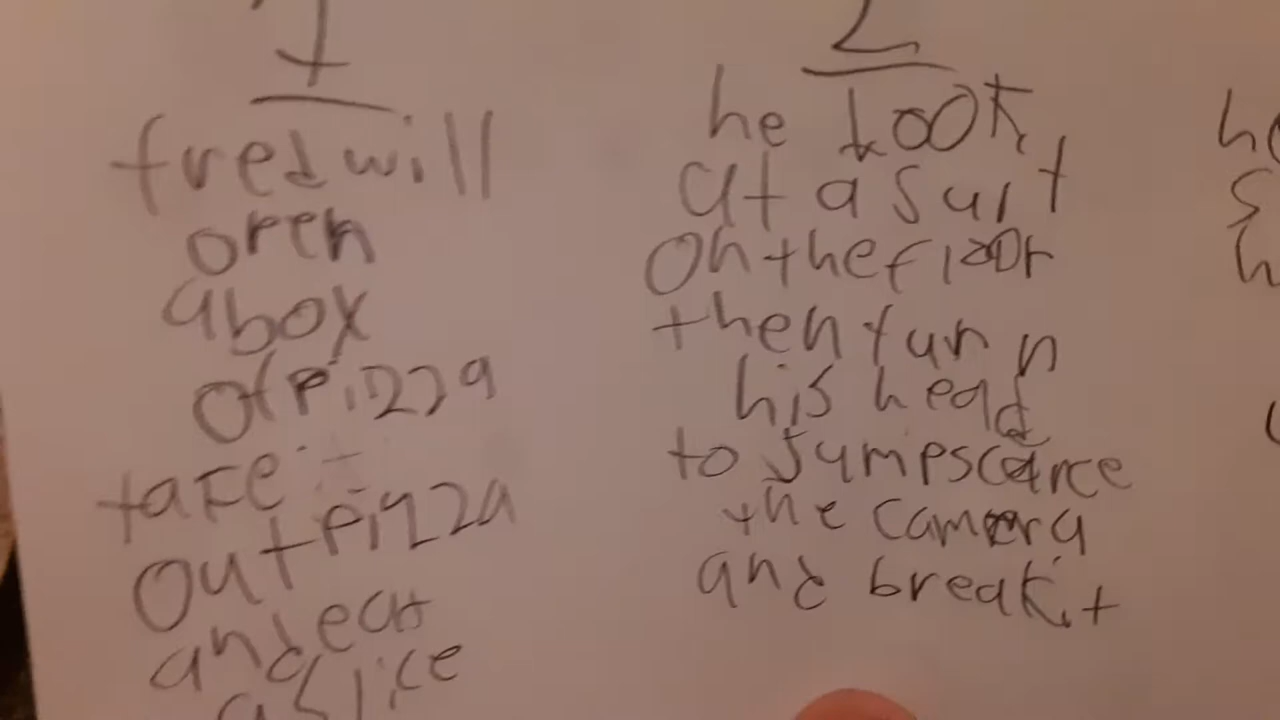 1
fred will
open
a box
of pizza
take
out pizza
and eat
a slice
2
he look
at a suit
on the floor
then turn
his head
to jumpscarce
the camera
and break it
h
s
h